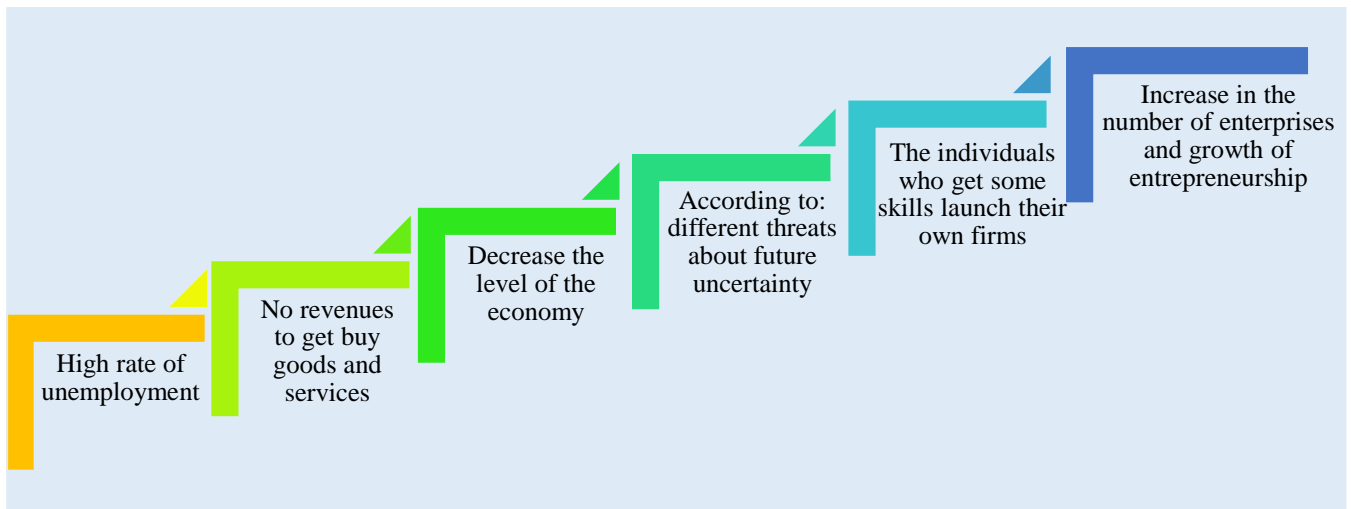 High rate of
unemployment
No revenues
to get buy
goods and
services
Decrease the
level of the
economy
According to:
different threats
about future
uncertainty
The individuals
who get some
skills launch their
own firms
Increase in the
number of enterprises
and growth of
entrepreneurship